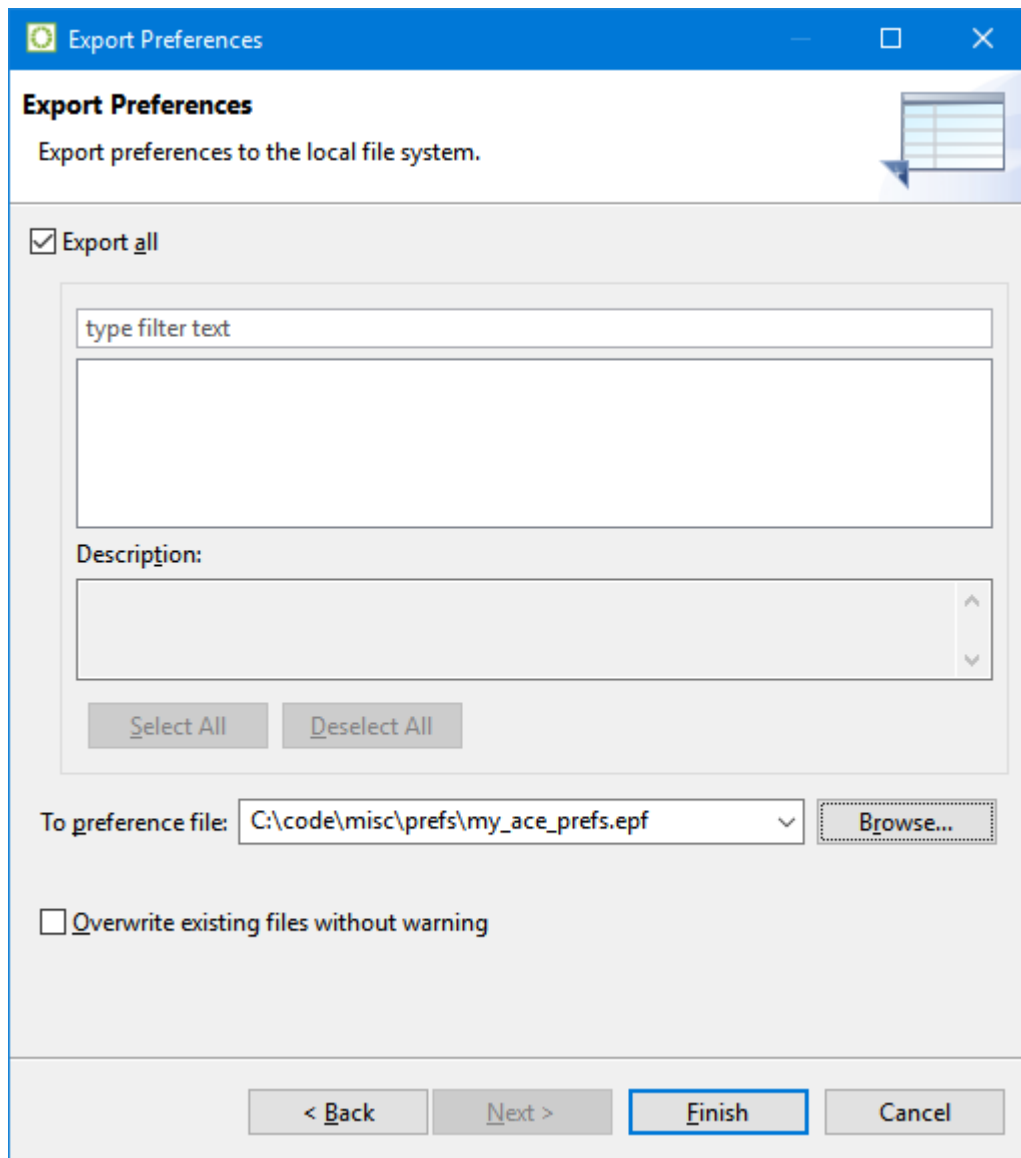 Export Preferences
Export Preferences
Export preferences to the local file system.
Export all
type filter text
Description:
Select All Deselect All
To preference file: C:\code\misc\prefs\my_ace_prefs.epf Browse...
Overwrite existing files without warning
< Back Next > Finish Cancel